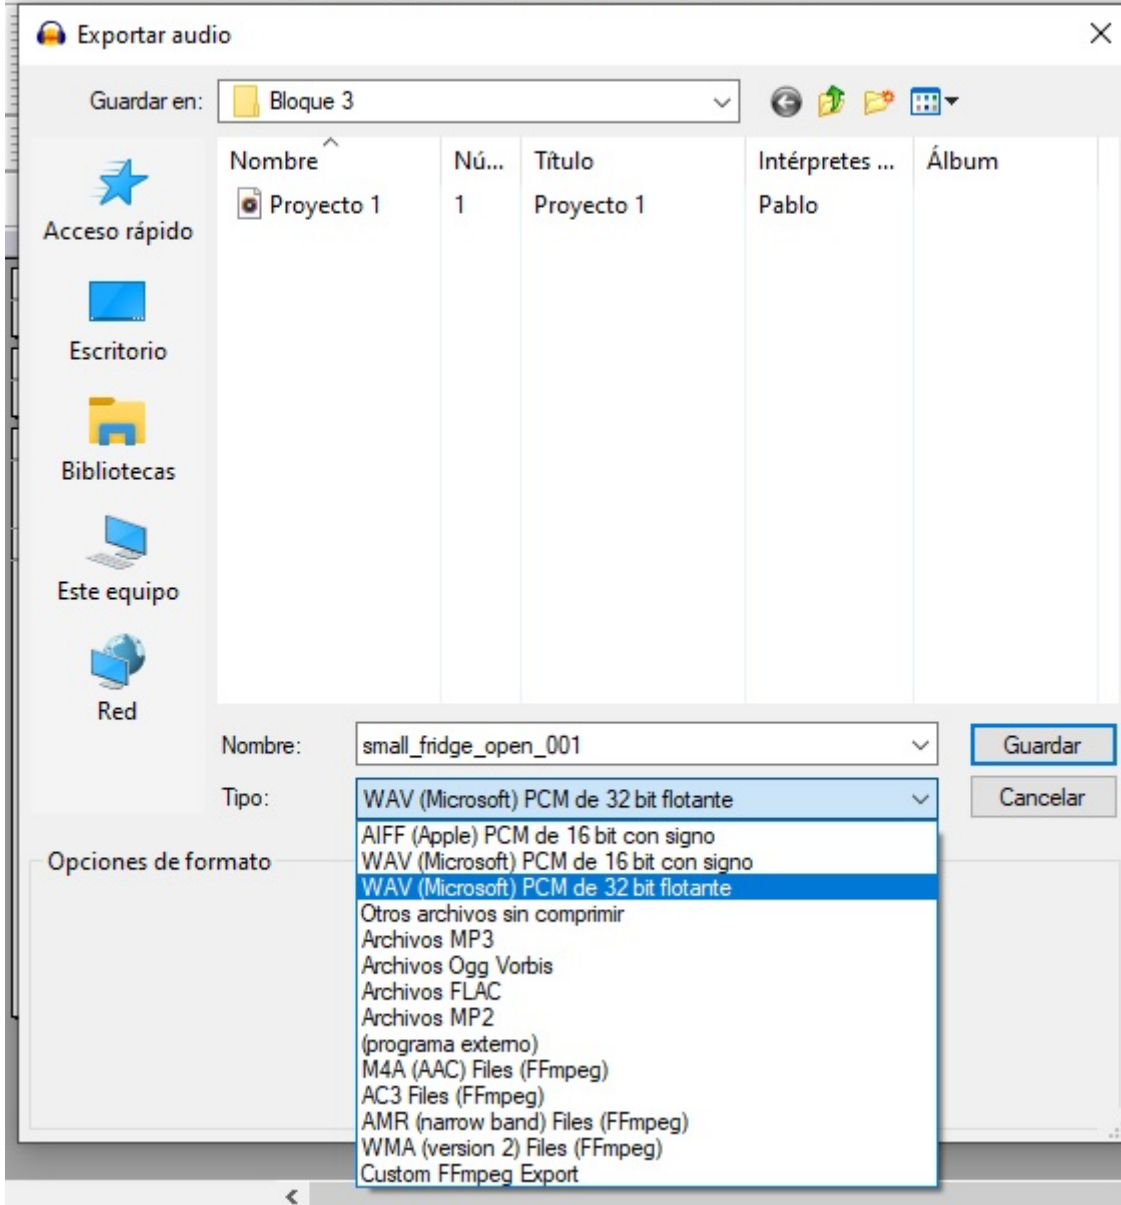 Exportar audio
Guardar en: Bloque 3
Nombre Nú... Título Intérpretes ... Álbum
Proyecto 1 1 Proyecto 1 Pablo
Acceso rápido
Escritorio
Bibliotecas
Este equipo
Red
Nombre: small_fridge_open_001 Guardar
Tipo: WAV (Microsoft) PCM de 32 bit flotante Cancelar
Opciones de formato
AIFF (Apple) PCM de 16 bit con signo
WAV (Microsoft) PCM de 16 bit con signo
WAV (Microsoft) PCM de 32 bit flotante
Otros archivos sin comprimir
Archivos MP3
Archivos Ogg Vorbis
Archivos FLAC
Archivos MP2
(programa externo)
M4A (AAC) Files (FFmpeg)
AC3 Files (FFmpeg)
AMR (narrow band) Files (FFmpeg)
WMA (version 2) Files (FFmpeg)
Custom FFmpeg Export